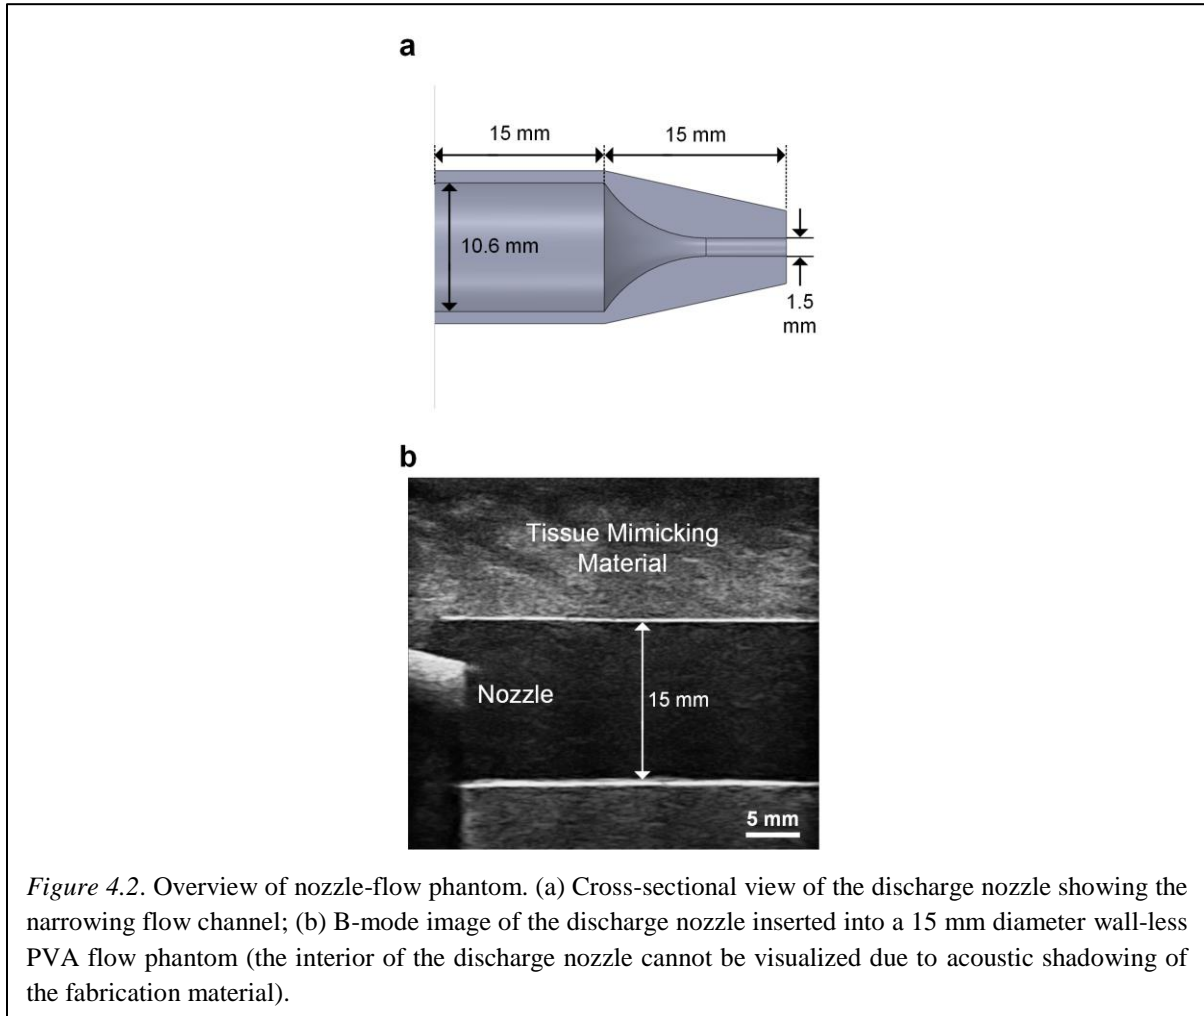 a
15 mm
15 mm
10.6 mm
1.5
mm
b
Tissue Mimicking
Material
Nozzle
15 mm
5 mm
Figure 4.2. Overview of nozzle-flow phantom. (a) Cross-sectional view of the discharge nozzle showing the
narrowing flow channel; (b) B-mode image of the discharge nozzle inserted into a 15 mm diameter wall-less
PVA flow phantom (the interior of the discharge nozzle cannot be visualized due to acoustic shadowing of
the fabrication material).